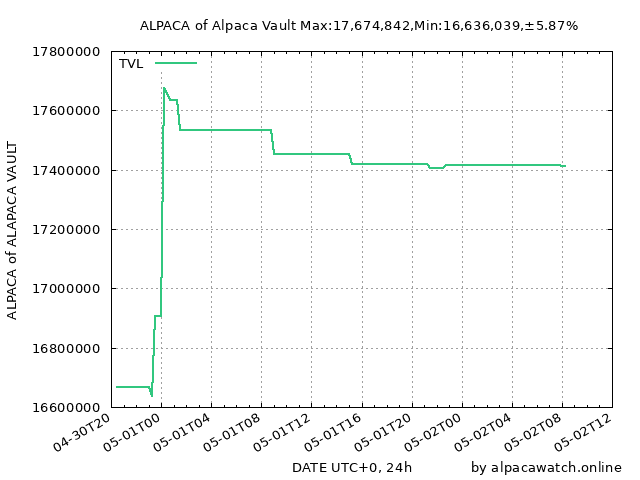 ALPACA of Alpaca Vault Max:17,674,842,Min:16,636,039,±5.87%
TVL
17800000
17600000
17400000
17200000
17000000
16800000
16600000
ALPACA of ALAPACA VAULT
04-30T20
05-01T00
05-01T04
05-01T08
05-01T12
05-01T16
05-01T20
05-02T00
05-02T04
05-02T08
05-02T12
DATE UTC+0, 24h
by alpacawatch.online